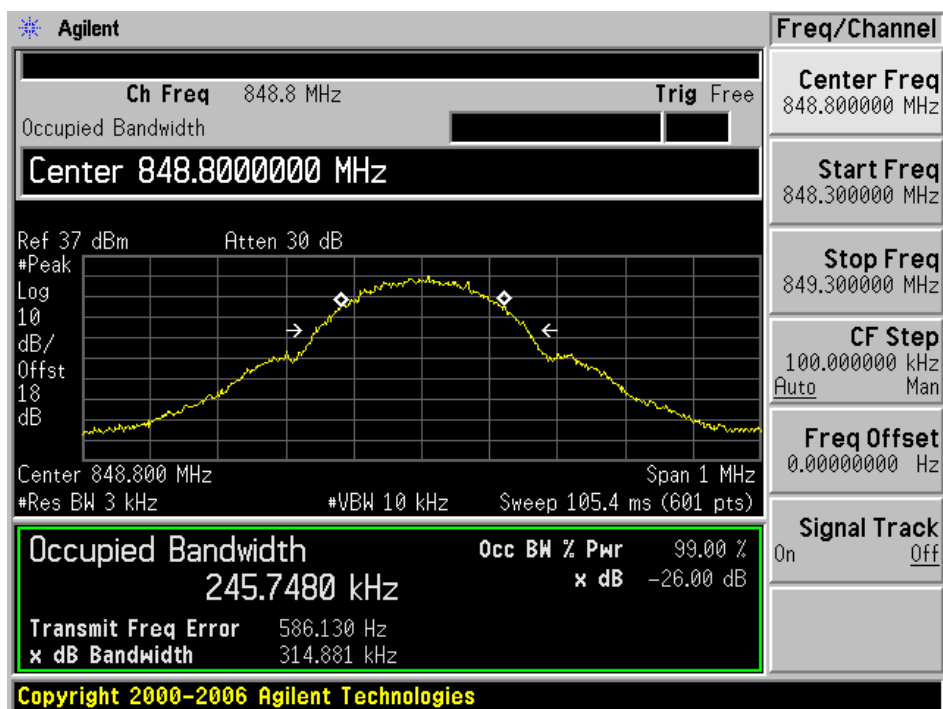 Agilent
Freq/Channel
Ch Freq 848.8 MHz Trig Free
Occupied Bandwidth
Center 848.8000000 MHz
Ref 37 dBm Atten 30 dB
#Peak
Log
10
dB/
Offst
18
dB
Center 848.800 MHz Span 1 MHz
#Res BW 3 kHz #VBW 10 kHz Sweep 105.4 ms (601 pts)
Occupied Bandwidth
245.7480 kHz
Occ BW % Pwr 99.00 %
x dB -26.00 dB
Transmit Freq Error 586.130 Hz
x dB Bandwidth 314.881 kHz
Copyright 2000-2006 Agilent Technologies
Center Freq
848.800000 MHz
Start Freq
848.300000 MHz
Stop Freq
849.300000 MHz
CF Step
100.000000 kHz
Auto Man
Freq Offset
0.00000000 Hz
Signal Track
On Off